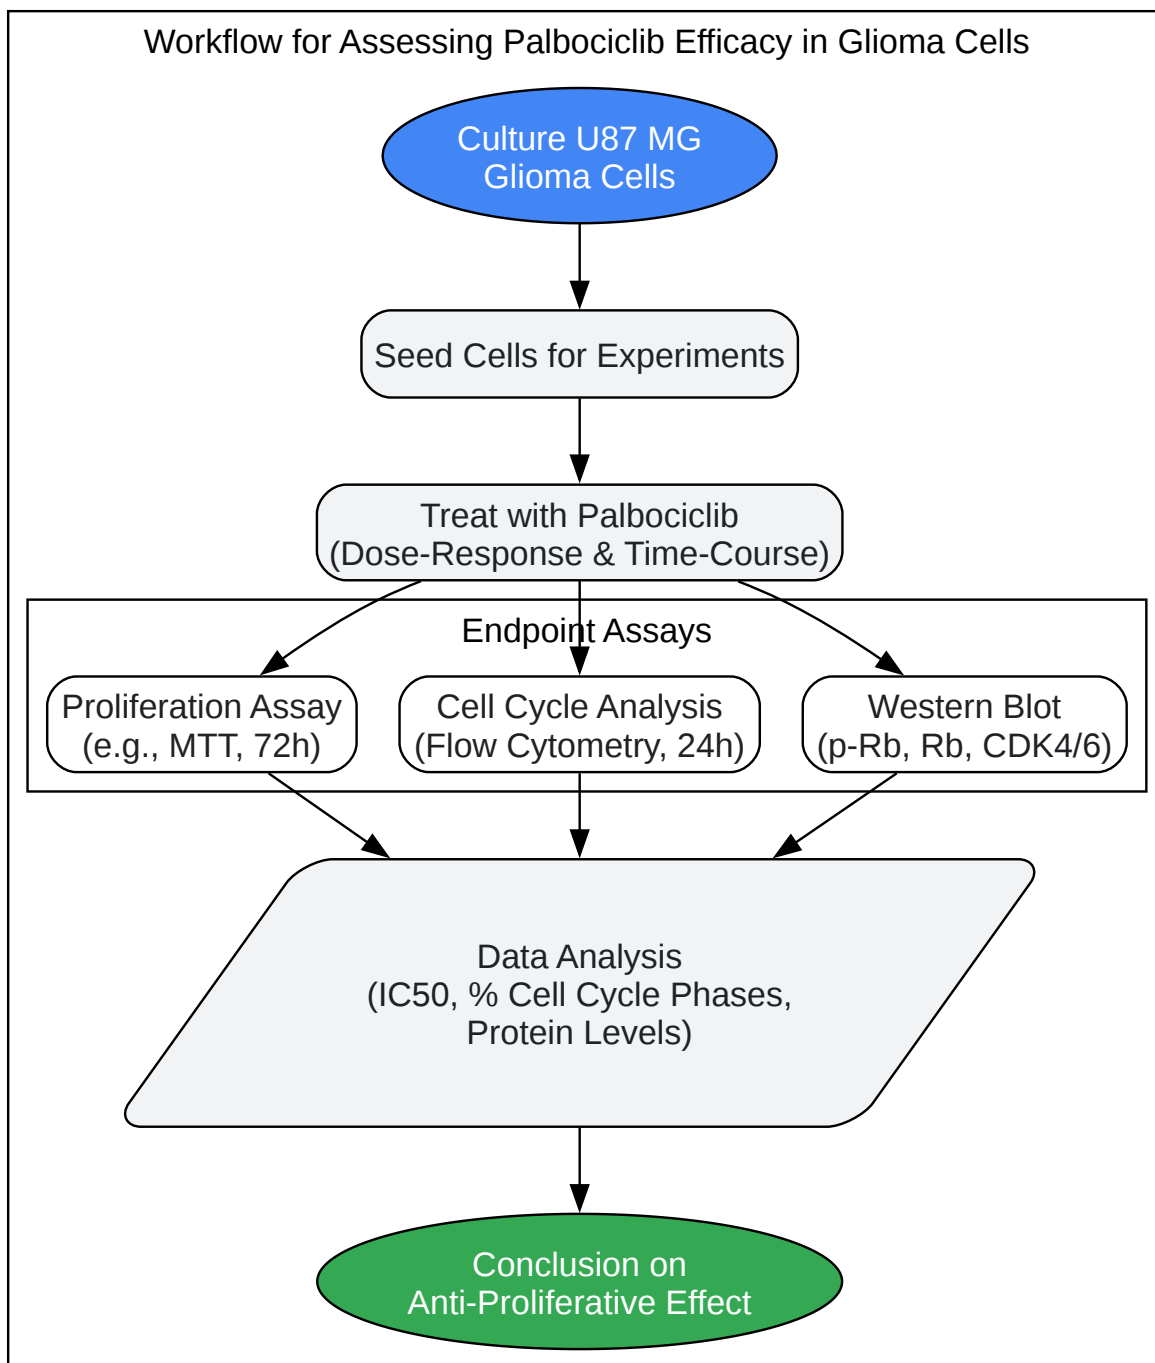 Workflow for Assessing Palbociclib Efficacy in Glioma Cells
Culture U87 MG
Glioma Cells
Seed Cells for Experiments
Treat with Palbociclib
(Dose-Response & Time-Course)
Endpoint Assays
Proliferation Assay
(e.g., MTT, 72h)
Cell Cycle Analysis
(Flow Cytometry, 24h)
Western Blot
(p-Rb, Rb, CDK4/6)
Data Analysis
(IC50, % Cell Cycle Phases,
Protein Levels)
Conclusion on
Anti-Proliferative Effect